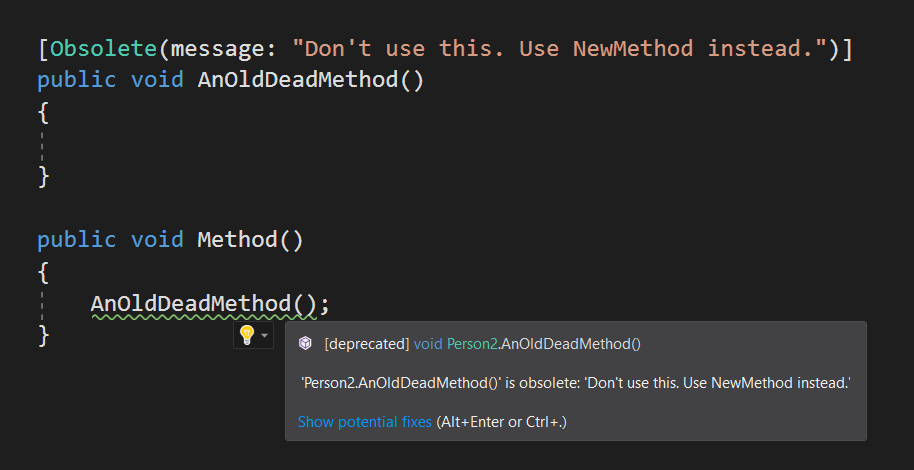 [Obsolete(message: "Don't use this. Use NewMethod instead.")]
public void AnOldDeadMethod()
{
}
public void Method()
{
AnOldDeadMethod();
}
[deprecated] void Person2.AnOldDeadMethod()
'Person2.AnOldDeadMethod()' is obsolete: 'Don't use this. Use NewMethod instead.'
Show potential fixes (Alt+Enter or Ctrl+.)